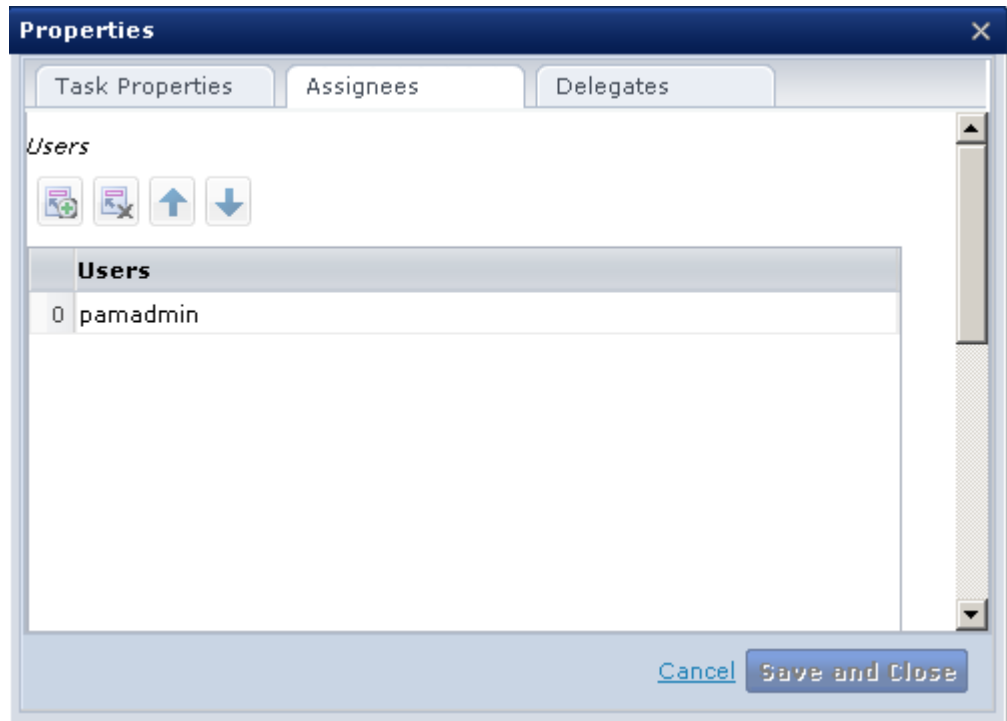 Properties
Task Properties Assignees Delegates
Users
Users
0 pamadmin
Cancel Save and Close